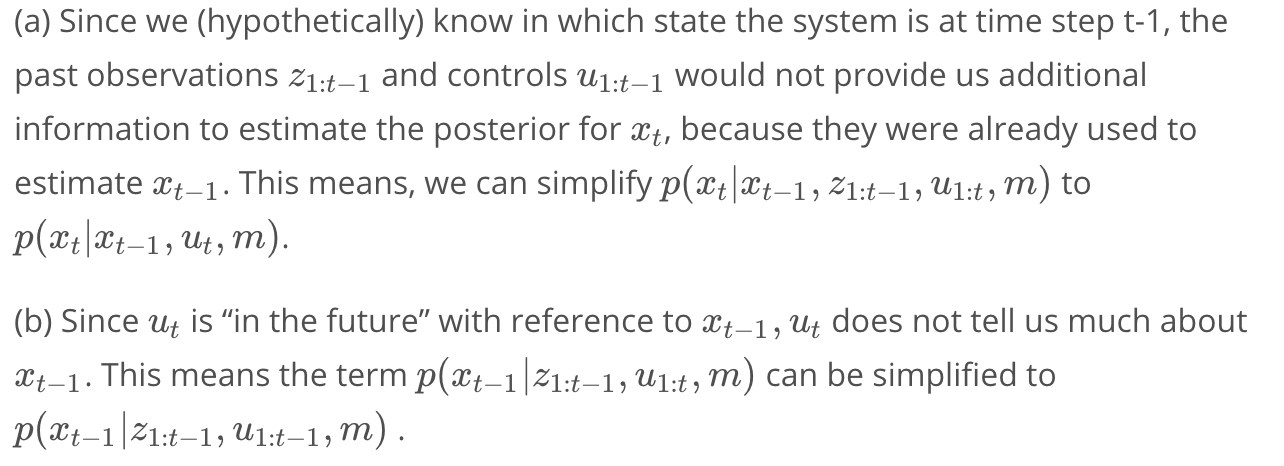 (a) Since we (hypothetically) know in which state the system is at time step t-1, the
past observations $z_{1:t-1}$ and controls $u_{1:t-1}$ would not provide us additional
information to estimate the posterior for $x_t$, because they were already used to
estimate $x_{t-1}$. This means, we can simplify $p(x_t|x_{t-1}, z_{1:t-1}, u_{1:t}, m)$ to
$p(x_t|x_{t-1}, u_t, m)$.
(b) Since $u_t$ is “in the future” with reference to $x_{t-1}, u_t$ does not tell us much about
$x_{t-1}$. This means the term $p(x_{t-1}|z_{1:t-1}, u_{1:t}, m)$ can be simplified to
$p(x_{t-1}|z_{1:t-1}, u_{1:t-1}, m)$ .